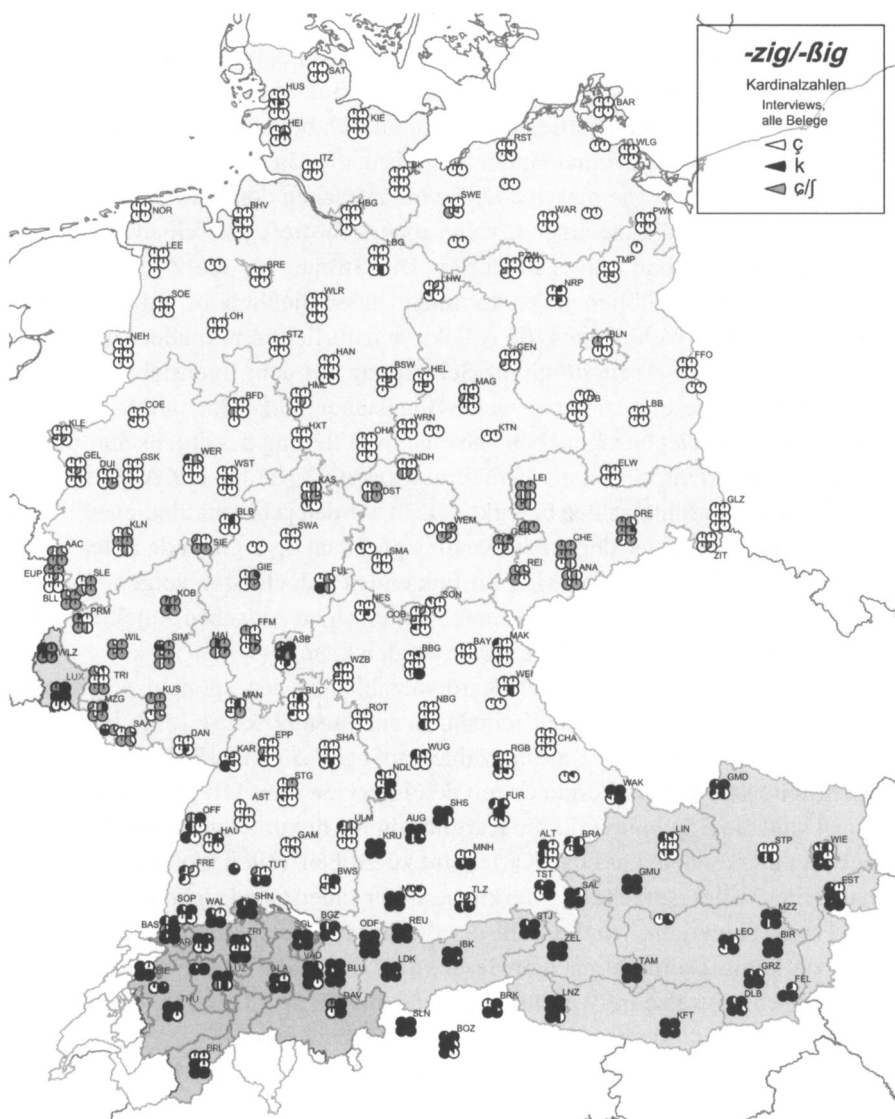 -zig/-ßig
Kardinalzahlen
Interviews,
alle Belege
ç
k
ɕ/ʃ
SAT
HUS
KIE
BAR
HEI
RST
WLG
ITZ
SWE
HBG
WAR
PWK
NOR
BHV
LEE
LBG
BRE
PZW
TMP
LHW
NRP
SOE
WLR
LOH
STZ
BLN
NEH
GEN
FFO
HAN
BSW
HEL
MAG
HML
BFD
COE
LBB
KLE
HXT
OHA
WRN
KTN
GEL
DUI
GSK
WER
WST
NDH
ELW
KAS
DST
LEI
GLZ
KLN
BLB
SWA
WEM
DRE
SIE
CHE
ZIT
AAC
SMA
EUP
SLE
GIE
FUL
REI
ANA
BLL
KOB
NES
SON
PRM
COB
WIL
SIM
MAI
FFM
ASB
BAY
MAK
WLZ
BBG
WZB
TRI
LUX
WEI
MZG
KUS
MAN
BUC
NBG
SAA
ROT
DAN
EPP
SHA
CHA
KAR
WUG
RGB
NDL
STG
WAK
GMD
FUR
OFF
AST
SHS
AUG
ULM
ALT
BRA
LIN
STP
WIE
HAU
GAM
KRU
MNH
FRE
TUT
BWS
TST
GMU
EST
TLZ
SAL
SOP
WAL
SHN
BGZ
ODF
REU
STJ
MZZ
BAS
ZRI
SGL
ZEL
LEO
BIR
IBK
BIE
LUZ
GLA
VAD
BLU
LDK
TAM
GRZ
FEL
THU
DAV
LNZ
DLB
BRK
SLN
BOZ
KFT
BRI